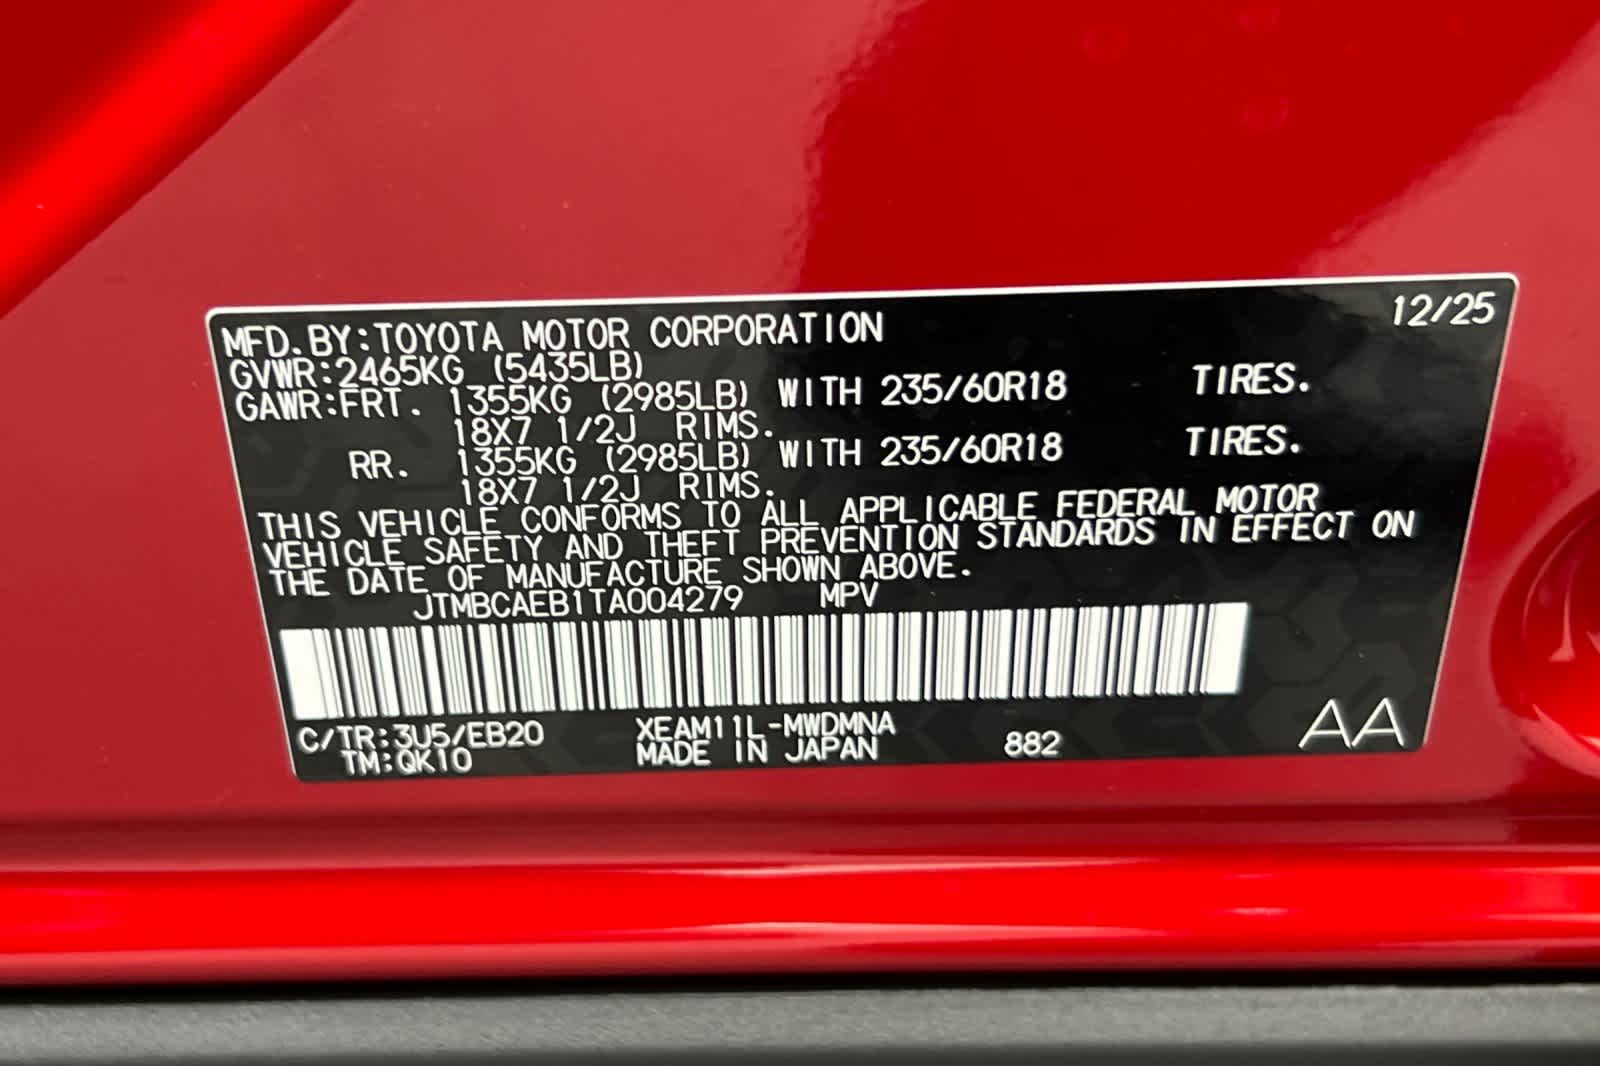 12/25
MFD. BY:TOYOTA MOTOR CORPORATION
GVWR:2465KG (5435LB)
GAWR:FRT. 1355KG (2985LB) WITH 235/60R18 TIRES.
18X7 1/2J RIMS.
RR. 1355KG (2985LB) WITH 235/60R18 TIRES.
18X7 1/2J RIMS.
THIS VEHICLE CONFORMS TO ALL APPLICABLE FEDERAL MOTOR
VEHICLE SAFETY AND THEFT PREVENTION STANDARDS IN EFFECT ON
THE DATE OF MANUFACTURE SHOWN ABOVE.
JTMBCAEB1TA004279 MPV
C/TR:3U5/EB20 XEAM11L-MWDMNA
TM:QK10 MADE IN JAPAN 882 AA